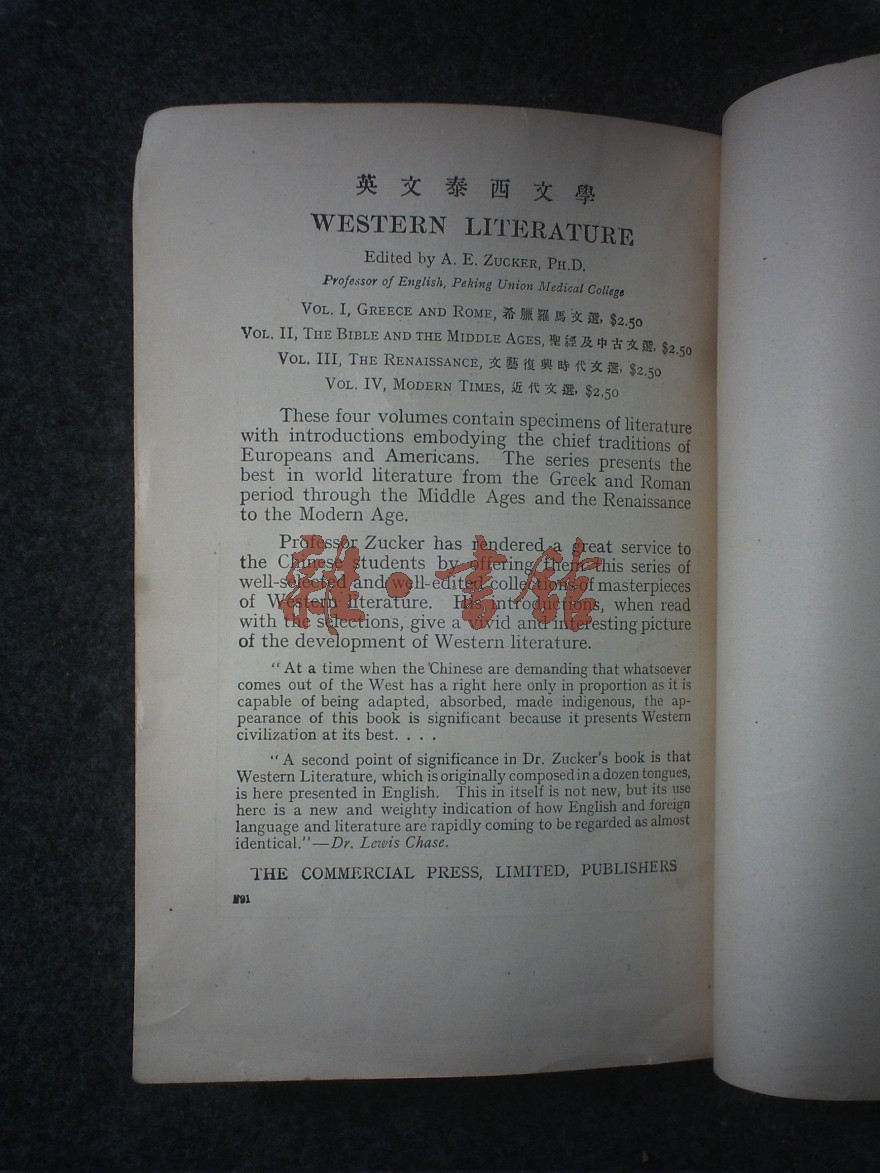 英文泰西文學
WESTERN LITERATURE
Edited by A. E. ZUCKER, PH.D.
Professor of English, Peking Union Medical College
VOL. I, GREECE AND ROME, 希臘羅馬文選, $2.50
VOL. II, THE BIBLE AND THE MIDDLE AGES, 聖經及中古文選, $2.50
VOL. III, THE RENAISSANCE, 文藝復興時代文選, $2.50
VOL. IV, MODERN TIMES, 近代文選, $2.50
These four volumes contain specimens of literature
with introductions embodying the chief traditions of
Europeans and Americans. The series presents the
best in world literature from the Greek and Roman
period through the Middle Ages and the Renaissance
to the Modern Age.
Professor Zucker has rendered a great service to
the Chinese students by offering them this series of
well-selected and well-edited collections of masterpieces
of Western literature. His introductions, when read
with the selections, give a vivid and interesting picture
of the development of Western literature.
"At a time when the Chinese are demanding that whatsoever
comes out of the West has a right here only in proportion as it is
capable of being adapted, absorbed, made indigenous, the ap-
pearance of this book is significant because it presents Western
civilization at its best. . . .
"A second point of significance in Dr. Zucker's book is that
Western Literature, which is originally composed in a dozen tongues,
is here presented in English. This in itself is not new, but its use
here is a new and weighty indication of how English and foreign
language and literature are rapidly coming to be regarded as almost
identical."—Dr. Lewis Chase.
THE COMMERCIAL PRESS, LIMITED, PUBLISHERS
雜·書館